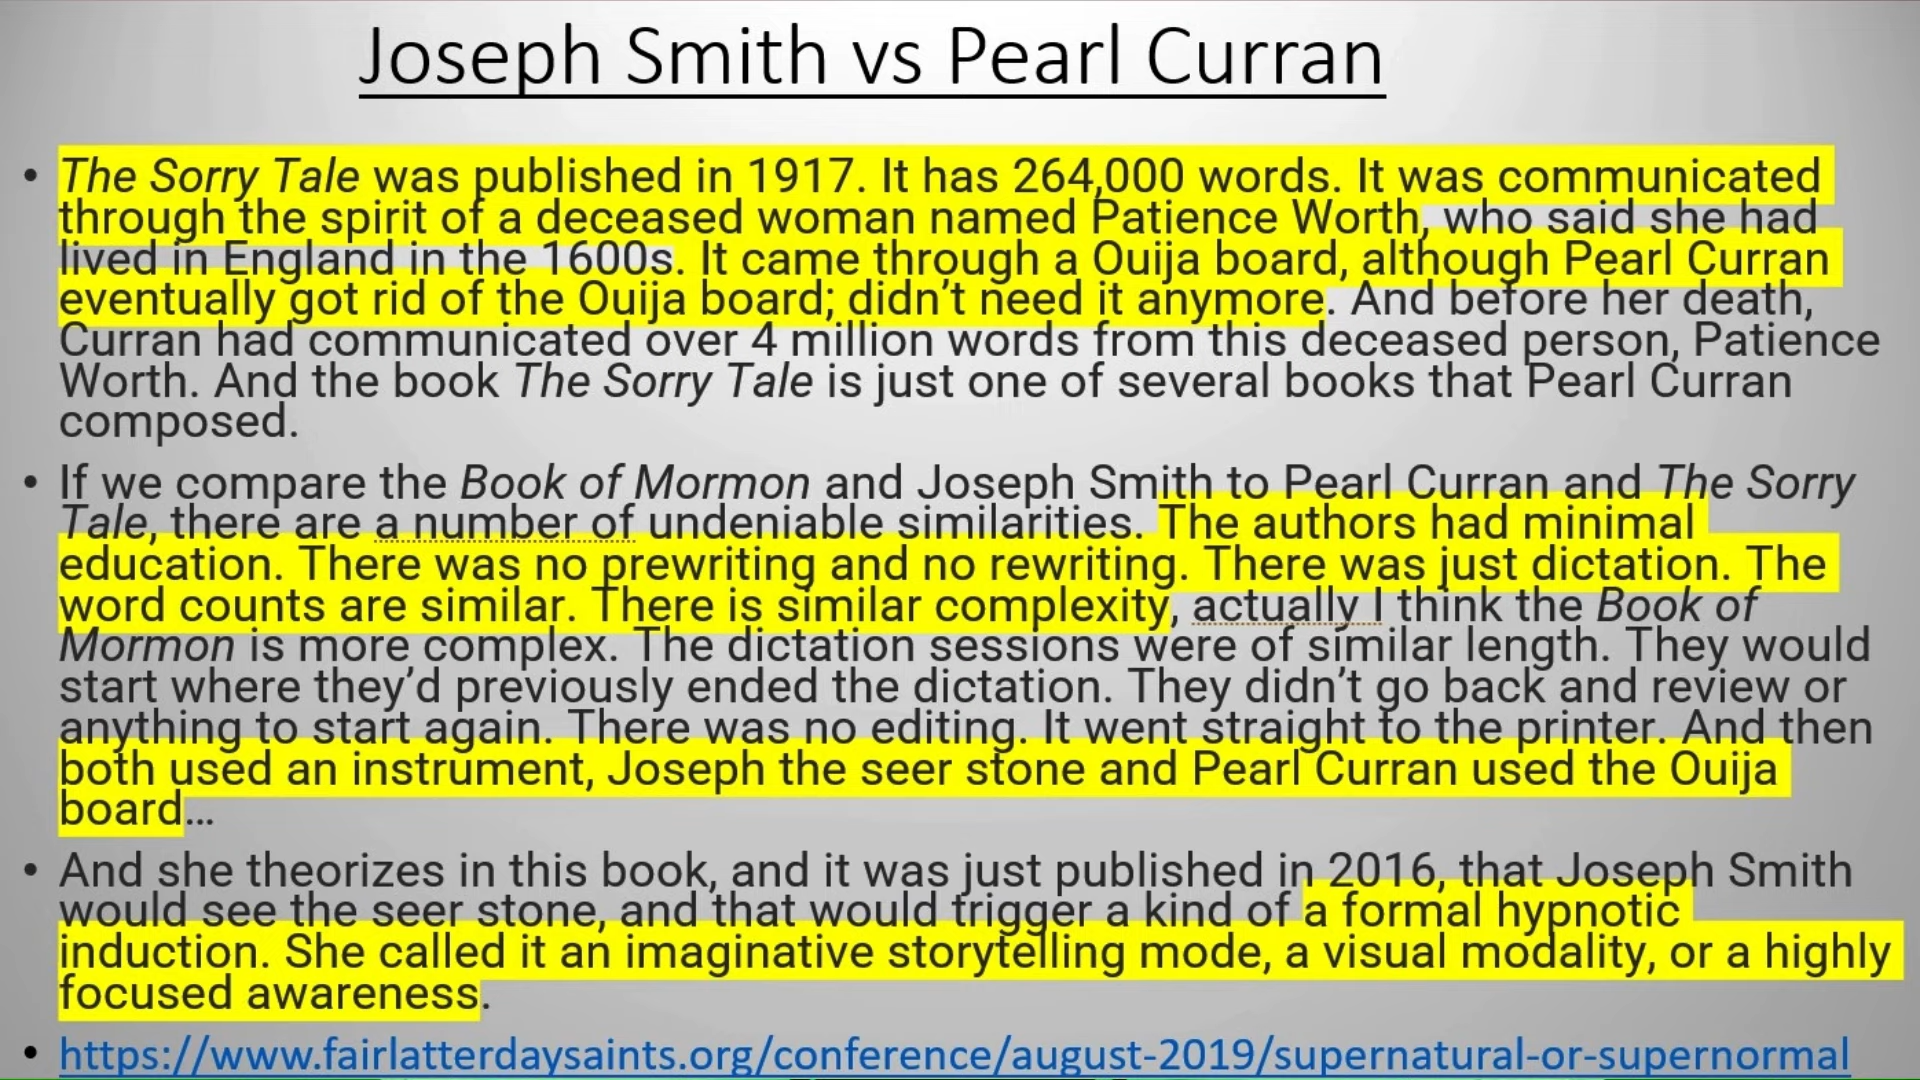 Joseph Smith vs Pearl Curran
• The Sorry Tale was published in 1917. It has 264,000 words. It was communicated
through the spirit of a deceased woman named Patience Worth, who said she had
lived in England in the 1600s. It came through a Ouija board, although Pearl Curran
eventually got rid of the Ouija board; didn’t need it anymore. And before her death,
Curran had communicated over 4 million words from this deceased person, Patience
Worth. And the book The Sorry Tale is just one of several books that Pearl Curran
composed.
• If we compare the Book of Mormon and Joseph Smith to Pearl Curran and The Sorry
Tale, there are a number of undeniable similarities. The authors had minimal
education. There was no prewriting and no rewriting. There was just dictation. The
word counts are similar. There is similar complexity, actually I think the Book of
Mormon is more complex. The dictation sessions were of similar length. They would
start where they’d previously ended the dictation. They didn’t go back and review or
anything to start again. There was no editing. It went straight to the printer. And then
both used an instrument, Joseph the seer stone and Pearl Curran used the Ouija
board…
• And she theorizes in this book, and it was just published in 2016, that Joseph Smith
would see the seer stone, and that would trigger a kind of a formal hypnotic
induction. She called it an imaginative storytelling mode, a visual modality, or a highly
focused awareness.
• https://www.fairlatterdaysaints.org/conference/august-2019/supernatural-or-supernormal